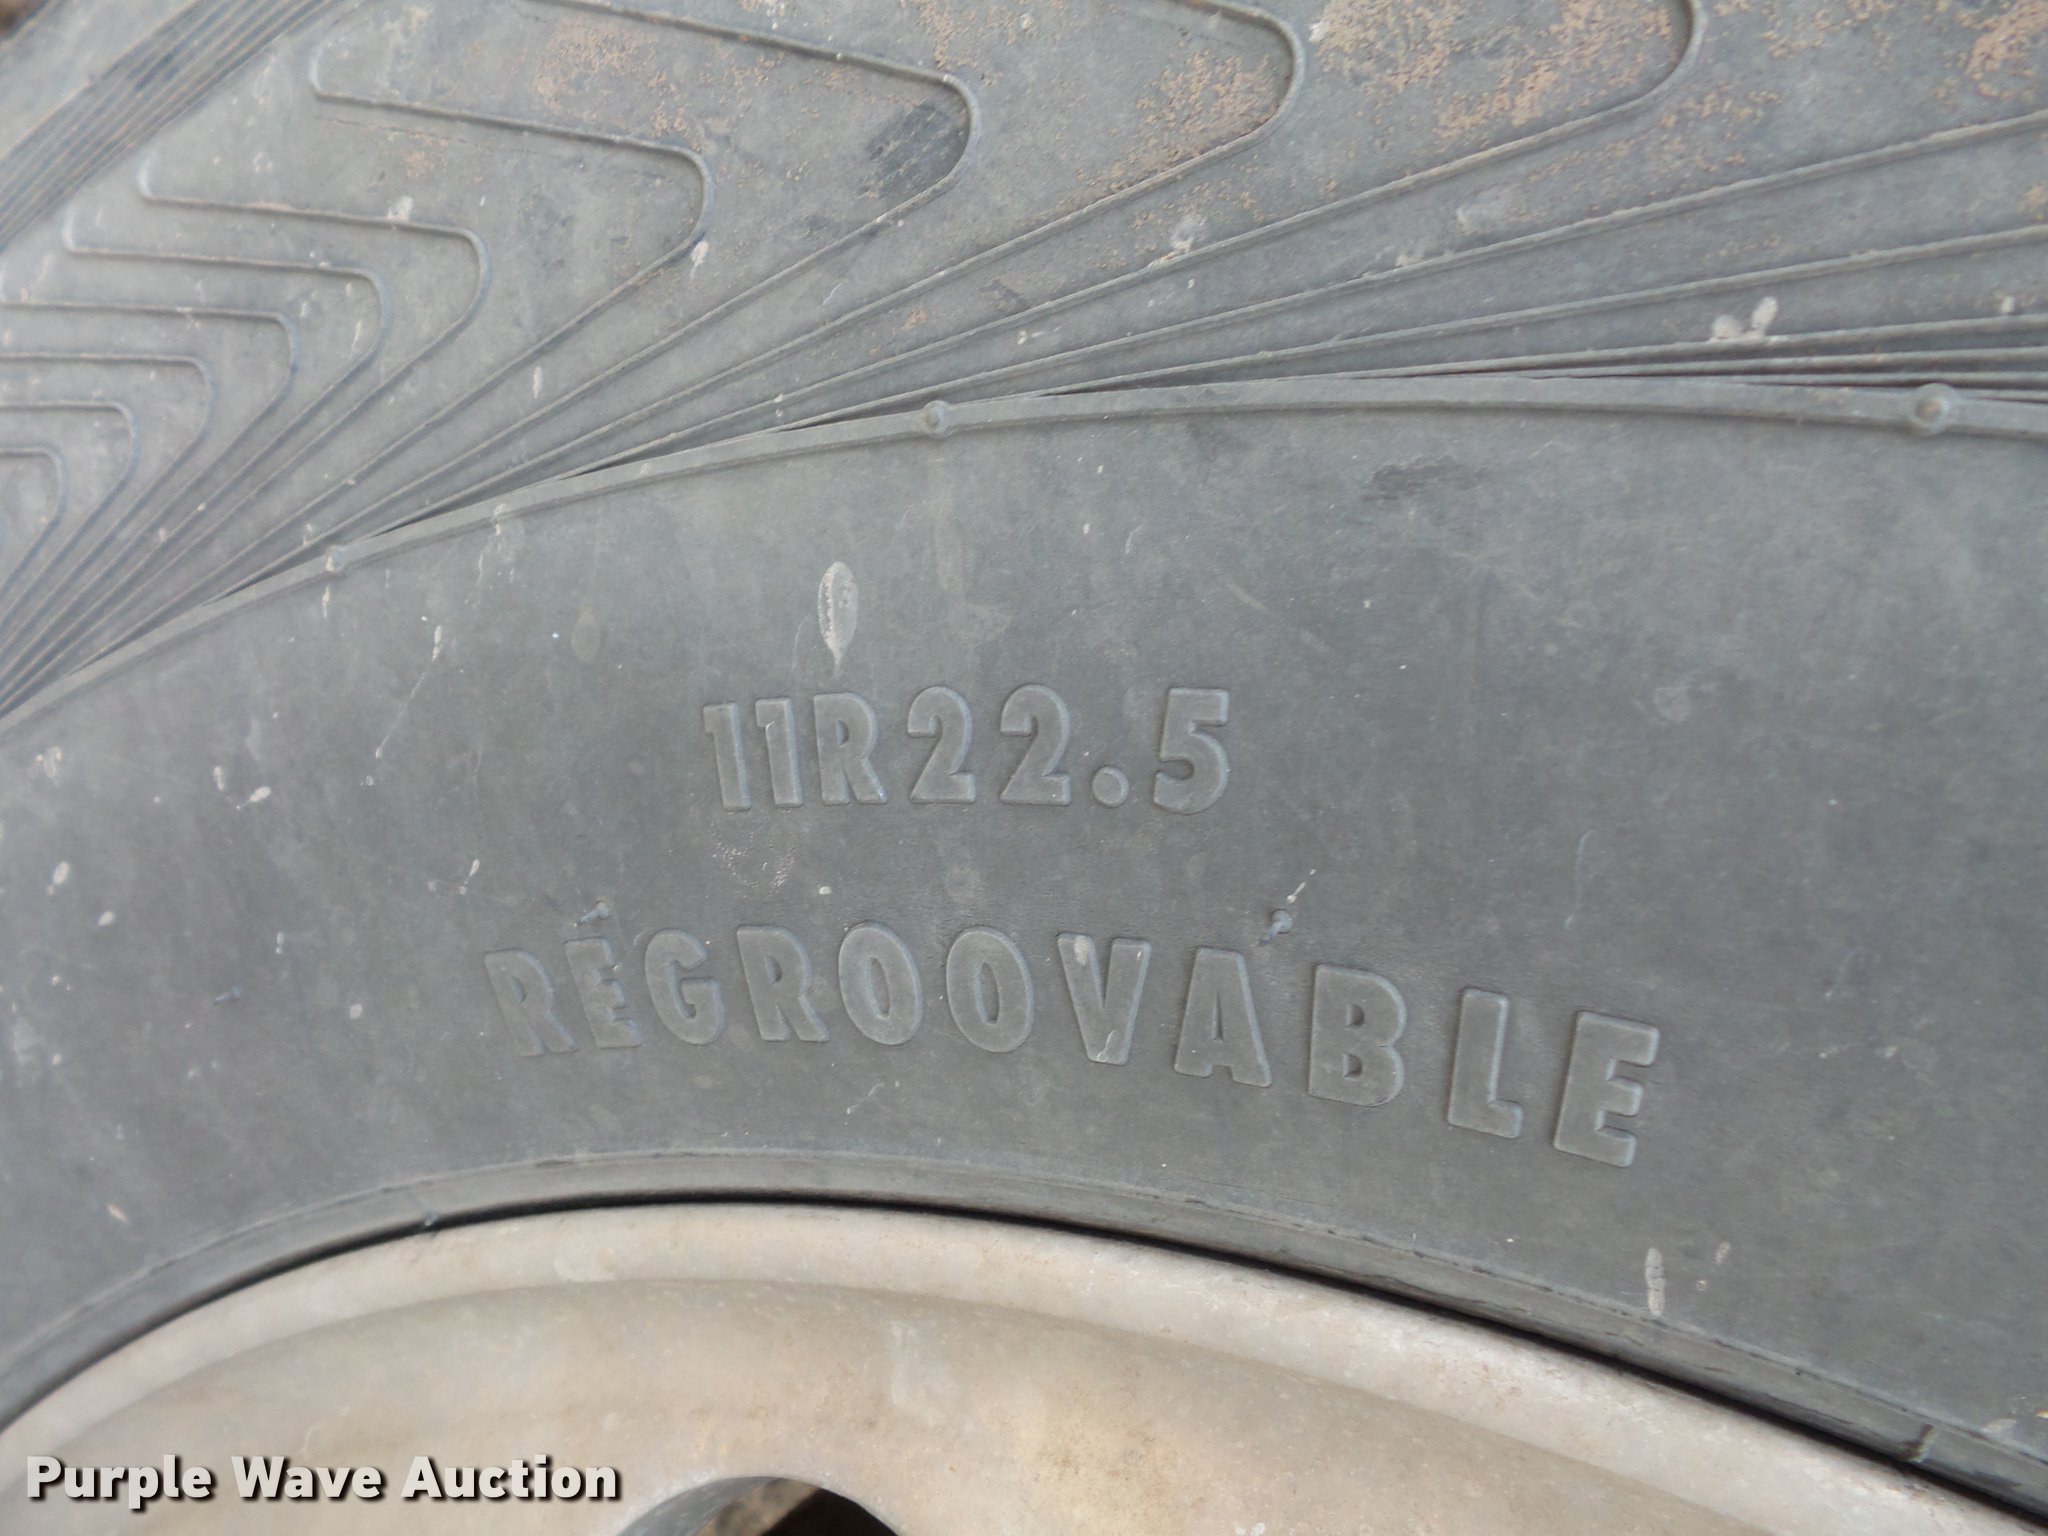 11R22.5
REGROOVABLE
Purple Wave Auction